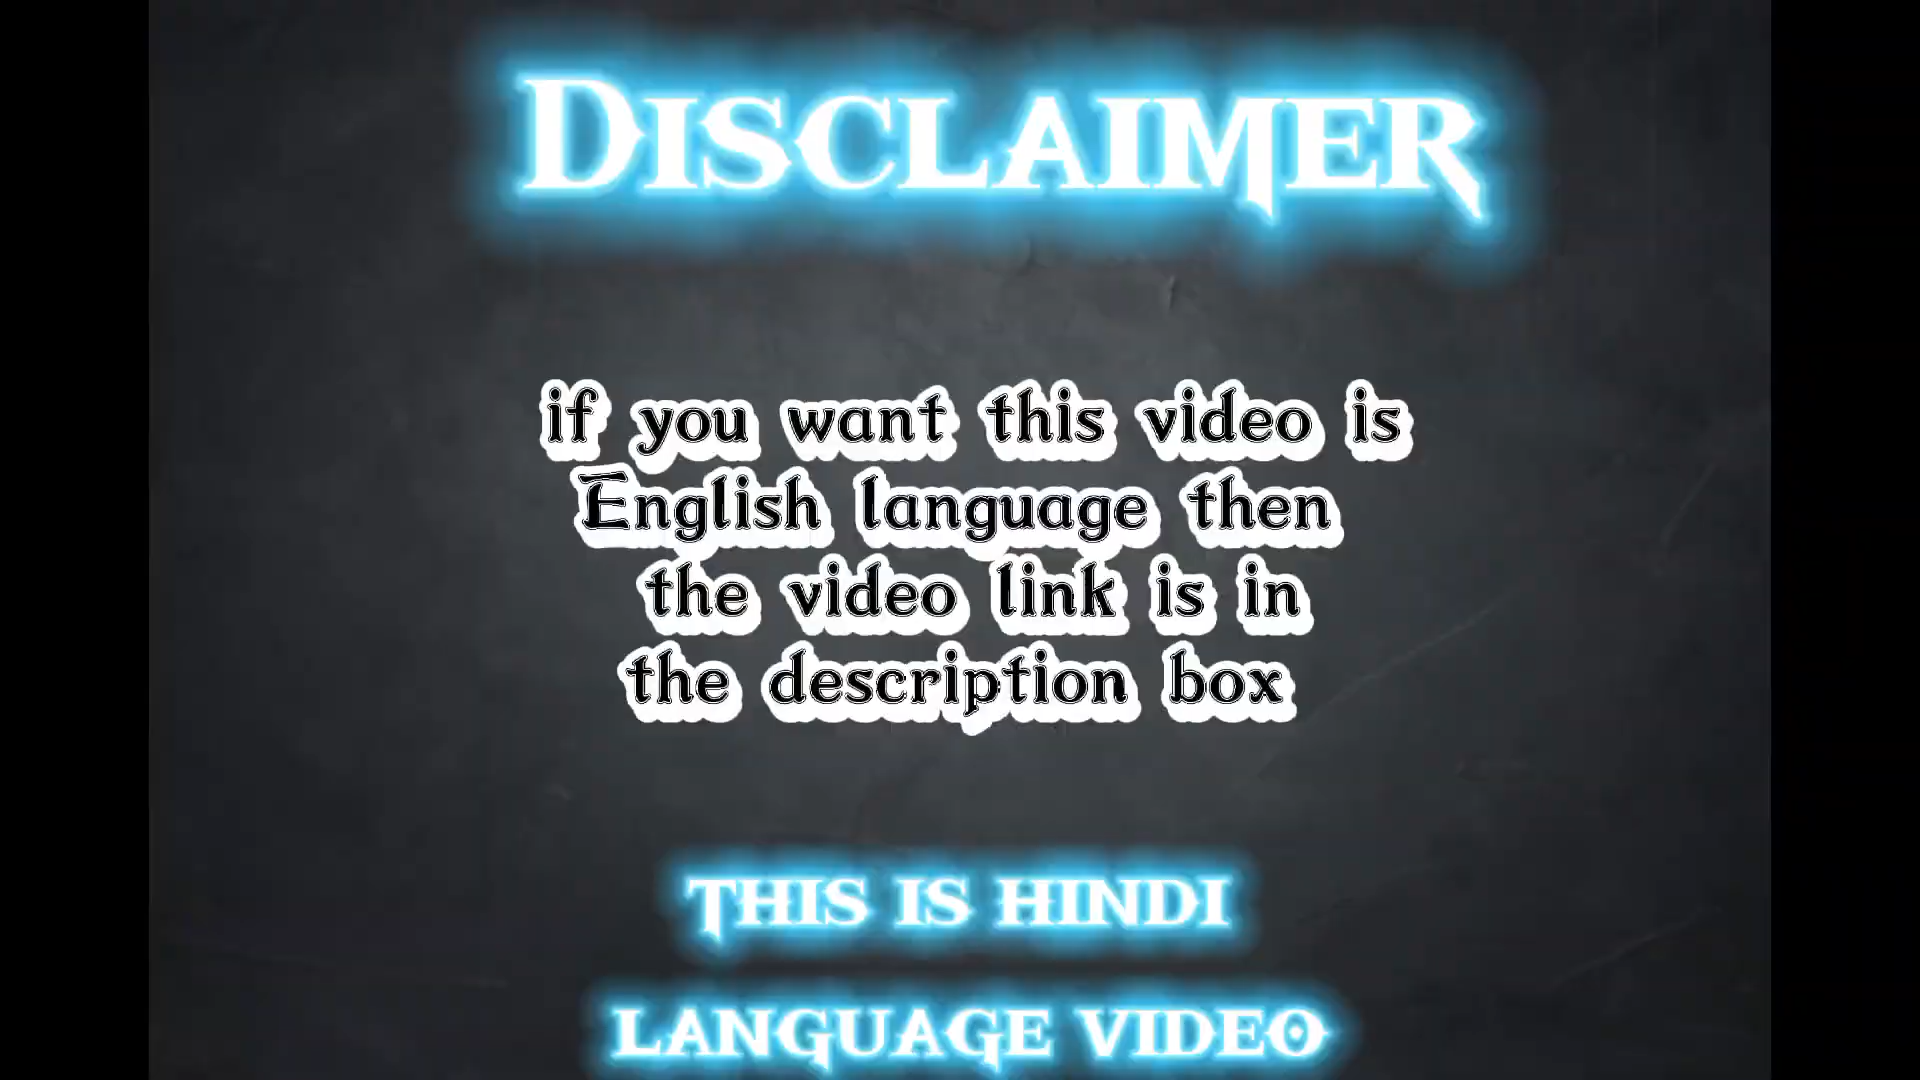 DISCLAIMER
if you want this video is
English language then
the video link is in
the description box
THIS IS HINDI
LANGUAGE VIDEO